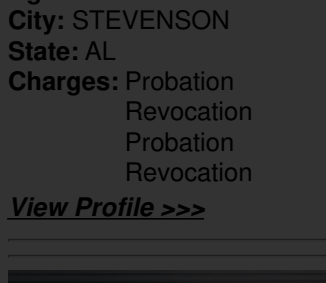 City: STEVENSON
State: AL
Charges: Probation
Revocation
Probation
Revocation
View Profile >>>